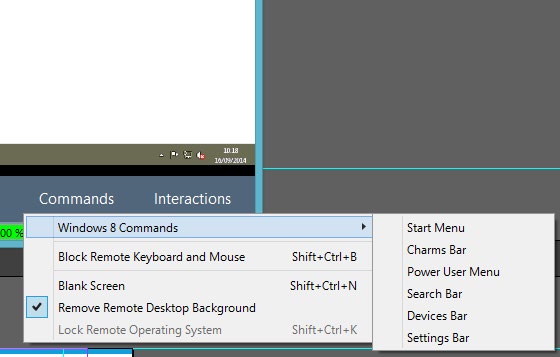 10:18
16/09/2014
Commands Interactions
00 %
Windows 8 Commands
Block Remote Keyboard and Mouse Shift+Ctrl+B
Blank Screen Shift+Ctrl+N
Remove Remote Desktop Background
Lock Remote Operating System Shift+Ctrl+K
Start Menu
Charms Bar
Power User Menu
Search Bar
Devices Bar
Settings Bar